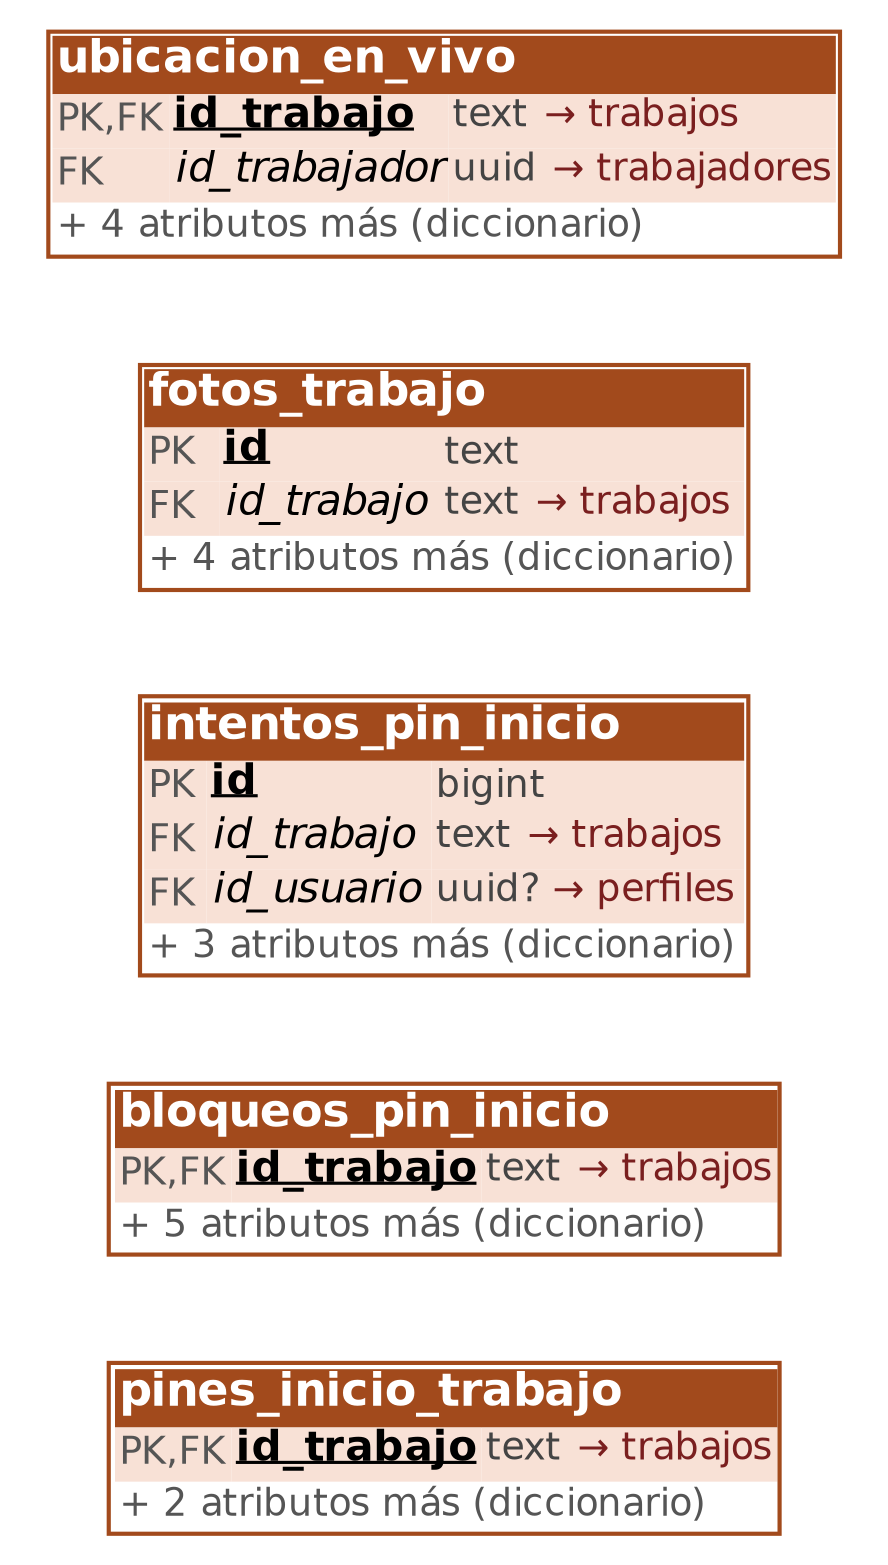 ubicacion_en_vivo
PK,FK id_trabajo text → trabajos
FK id_trabajador uuid → trabajadores
+ 4 atributos más (diccionario)
fotos_trabajo
PK id text
FK id_trabajo text → trabajos
+ 4 atributos más (diccionario)
intentos_pin_inicio
PK id bigint
FK id_trabajo text → trabajos
FK id_usuario uuid? → perfiles
+ 3 atributos más (diccionario)
bloqueos_pin_inicio
PK,FK id_trabajo text → trabajos
+ 5 atributos más (diccionario)
pines_inicio_trabajo
PK,FK id_trabajo text → trabajos
+ 2 atributos más (diccionario)